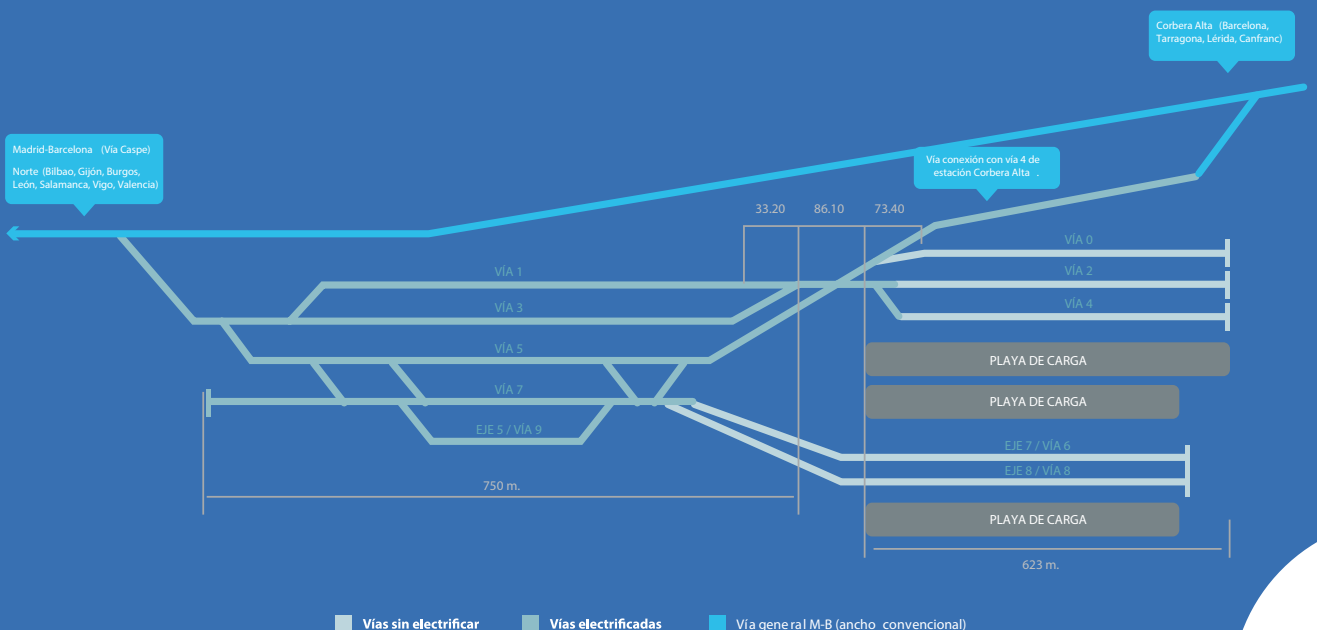 Corbera Alta (Barcelona,
Tarragona, Lérida, Canfranc)
Madrid-Barcelona (Vía Caspe)
Norte (Bilbao, Gijón, Burgos,
León, Salamanca, Vigo, Valencia)
Vía conexión con vía 4 de
estación Corbera Alta .
33.20 86.10 73.40
VÍA 0
VÍA 1
VÍA 2
VÍA 3
VÍA 4
VÍA 5
PLAYA DE CARGA
VÍA 7
PLAYA DE CARGA
EJE 5 / VÍA 9
EJE 7 / VÍA 6
EJE 8 / VÍA 8
750 m.
PLAYA DE CARGA
623 m.
Vías sin electrificar Vías electrificadas Vía general M-B (ancho convencional)